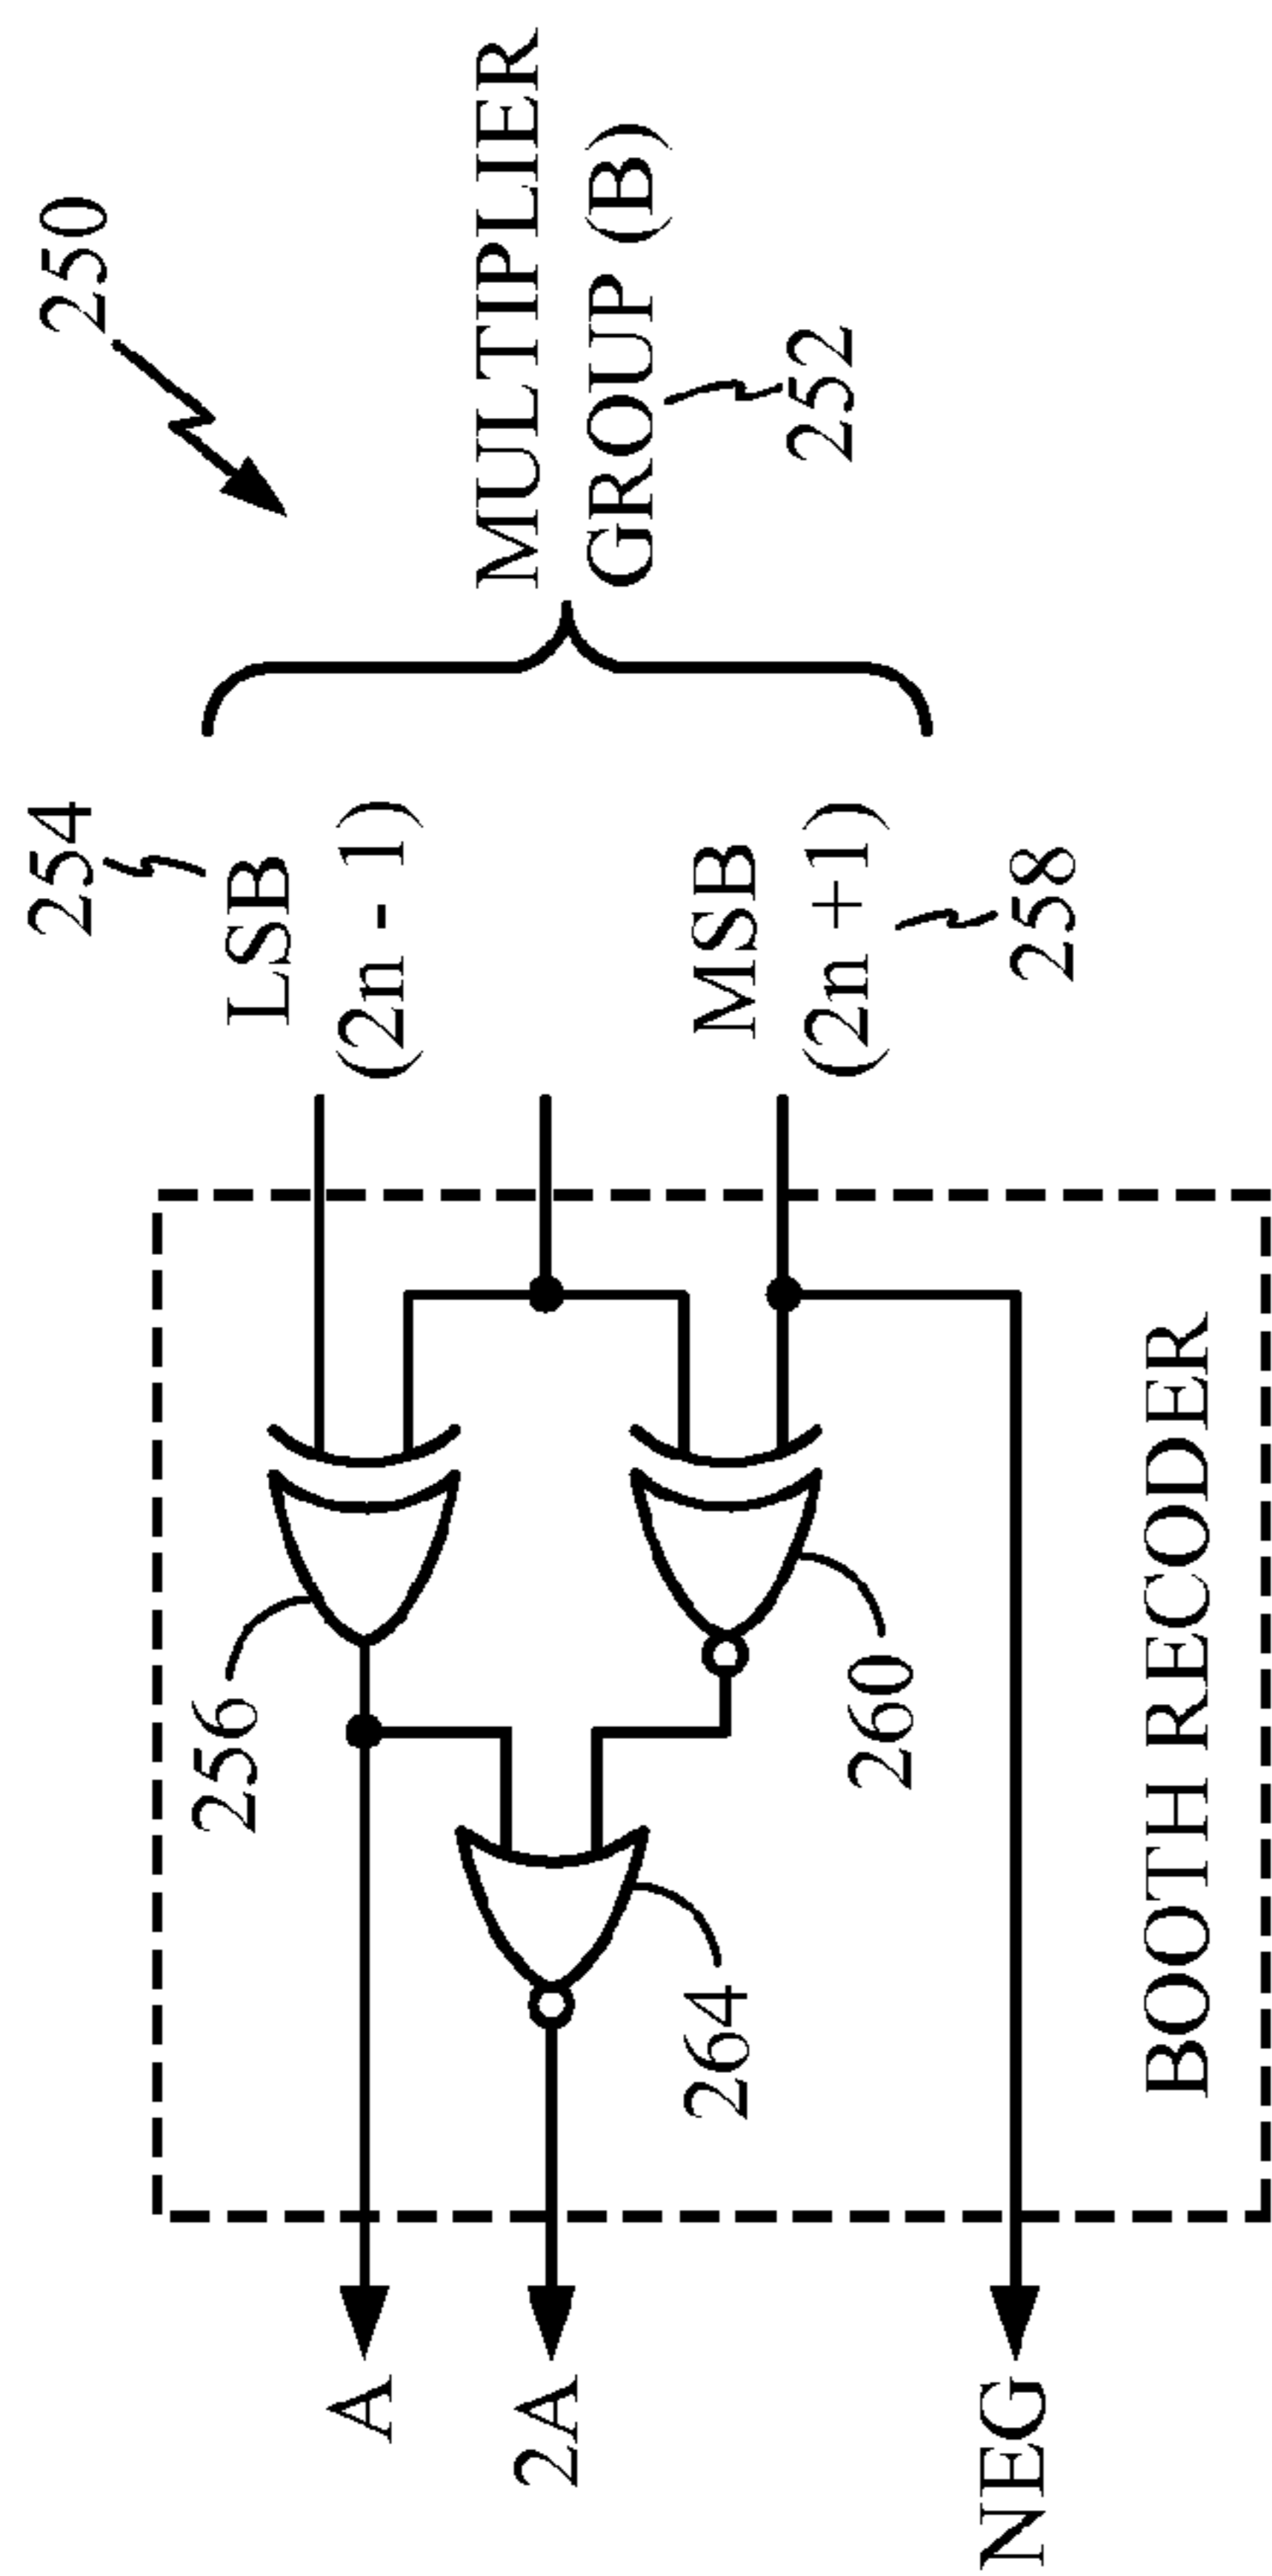 250
MULTIPLIER
GROUP (B)
252
254
LSB
(2n - 1)
MSB
(2n +1)
258
256
260
264
BOOTH RECODER
A
2A
NEG